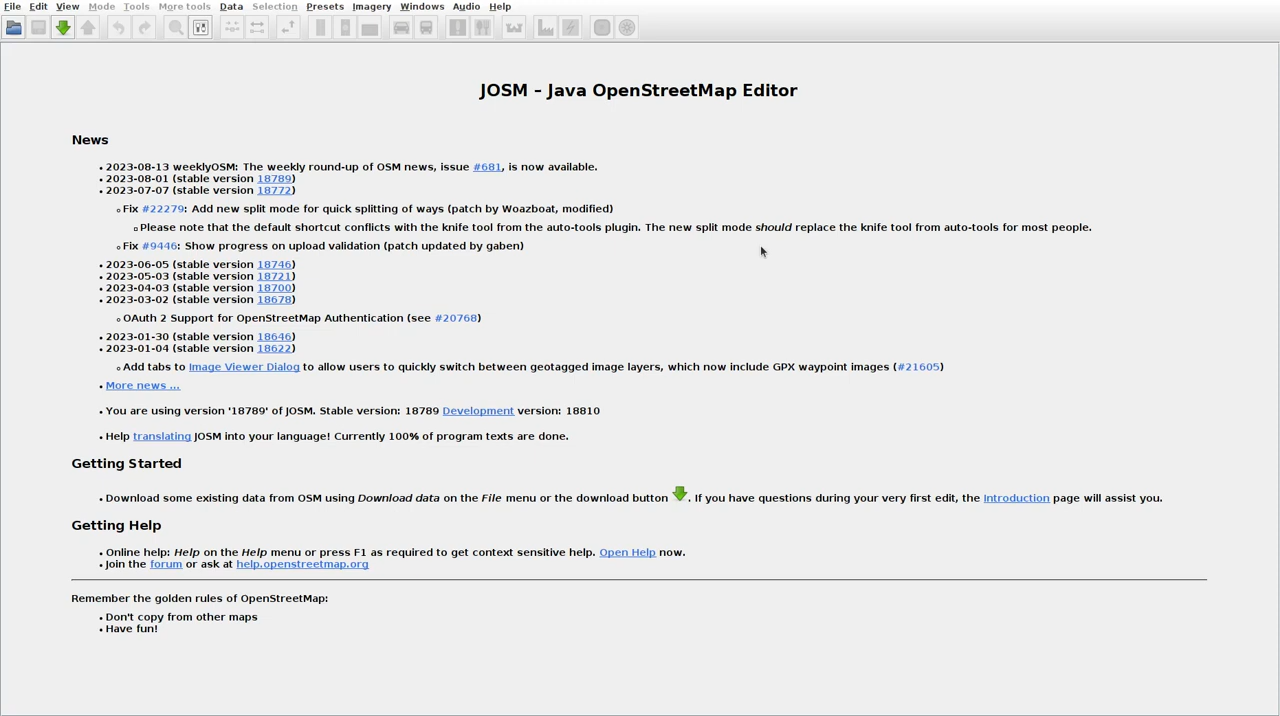 File Edit View Mode Tools More tools Data Selection Presets Imagery Windows Audio Help
JOSM – Java OpenStreetMap Editor
News
2023-08-13 weeklyOSM: The weekly round-up of OSM news, issue #681, is now available.
2023-08-01 (stable version 18789)
2023-07-07 (stable version 18772)
Fix #22279: Add new split mode for quick splitting of ways (patch by Woazboat, modified)
Please note that the default shortcut conflicts with the knife tool from the auto-tools plugin. The new split mode should replace the knife tool from auto-tools for most people.
Fix #9446: Show progress on upload validation (patch updated by gaben)
2023-06-05 (stable version 18746)
2023-05-03 (stable version 18721)
2023-04-03 (stable version 18700)
2023-03-02 (stable version 18678)
OAuth 2 Support for OpenStreetMap Authentication (see #20768)
2023-01-30 (stable version 18646)
2023-01-04 (stable version 18622)
Add tabs to Image Viewer Dialog to allow users to quickly switch between geotagged image layers, which now include GPX waypoint images (#21605)
More news ...
You are using version '18789' of JOSM. Stable version: 18789 Development version: 18810
Help translating JOSM into your language! Currently 100% of program texts are done.
Getting Started
Download some existing data from OSM using Download data on the File menu or the download button . If you have questions during your very first edit, the Introduction page will assist you.
Getting Help
Online help: Help on the Help menu or press F1 as required to get context sensitive help. Open Help now.
Join the forum or ask at help.openstreetmap.org
Remember the golden rules of OpenStreetMap:
Don't copy from other maps
Have fun!